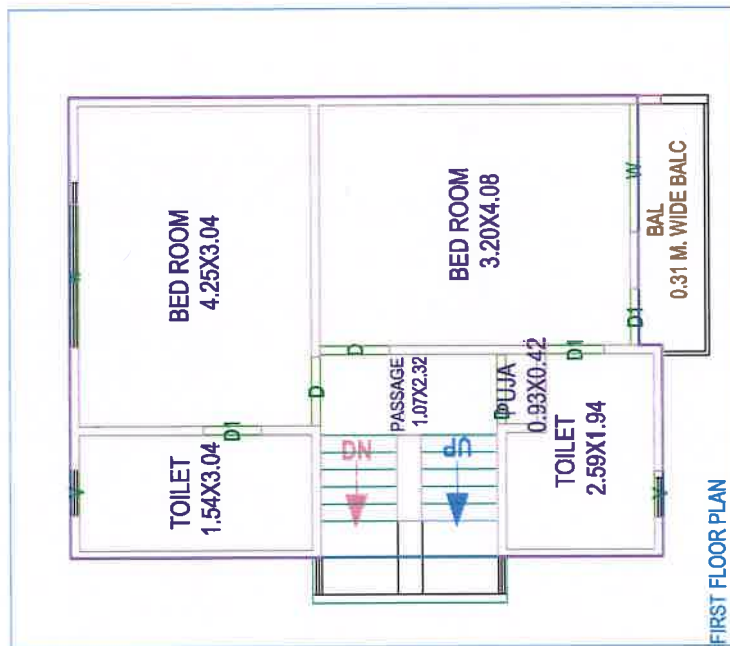 W
BED ROOM
4.25X3.04
D1
TOILET
1.54X3.04
V
D
D
BED ROOM
3.20X4.08
PASSAGE
1.07X2.32
DN
UP
D
PUJA
0.93X0.42
D1
TOILET
2.59X1.94
V
W
D1
BAL
0.31 M. WIDE BALC
FIRST FLOOR PLAN